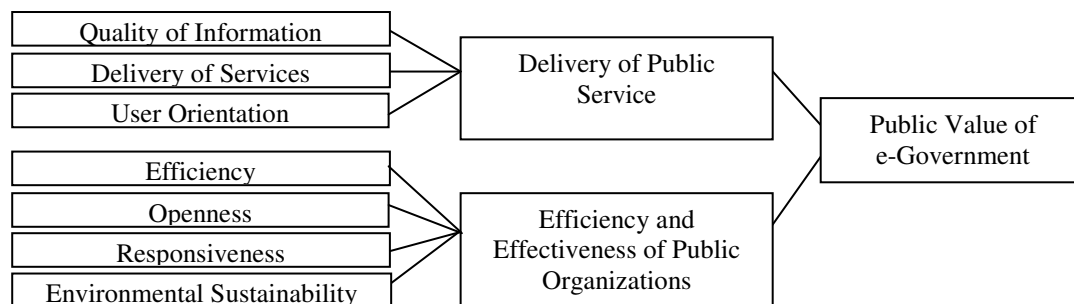 Quality of Information
Delivery of Services
User Orientation
Efficiency
Openness
Responsiveness
Environmental Sustainability
Delivery of Public
Service
Efficiency and
Effectiveness of Public
Organizations
Public Value of
e-Government